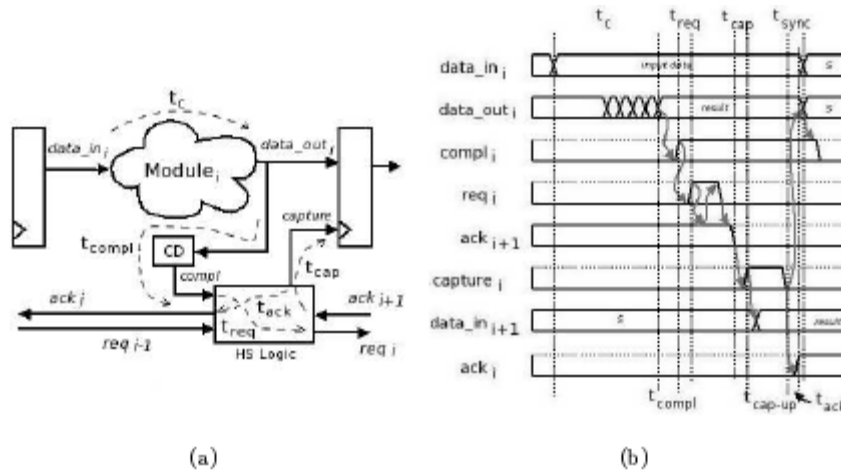 t_c
data_in_i
Module_i
data_out_i
capture
t_compl
CD
compl
t_cap
ack_i
t_ack
ack_i+1
t_req
req_i-1
HS Logic
req_i
(a)
t_c t_req t_cap t_sync
data_in_i input data S
data_out_i result S
compl_i
req_i
ack_i+1
capture_i
data_in_i+1 S result
ack_i
t_compl t_cap-up t_ack
(b)